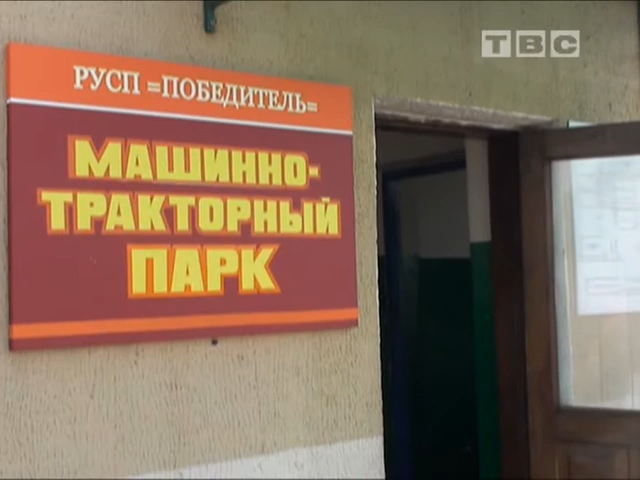 ТВС
РУСП =ПОБЕДИТЕЛЬ=
МАШИННО-
ТРАКТОРНЫЙ
ПАРК